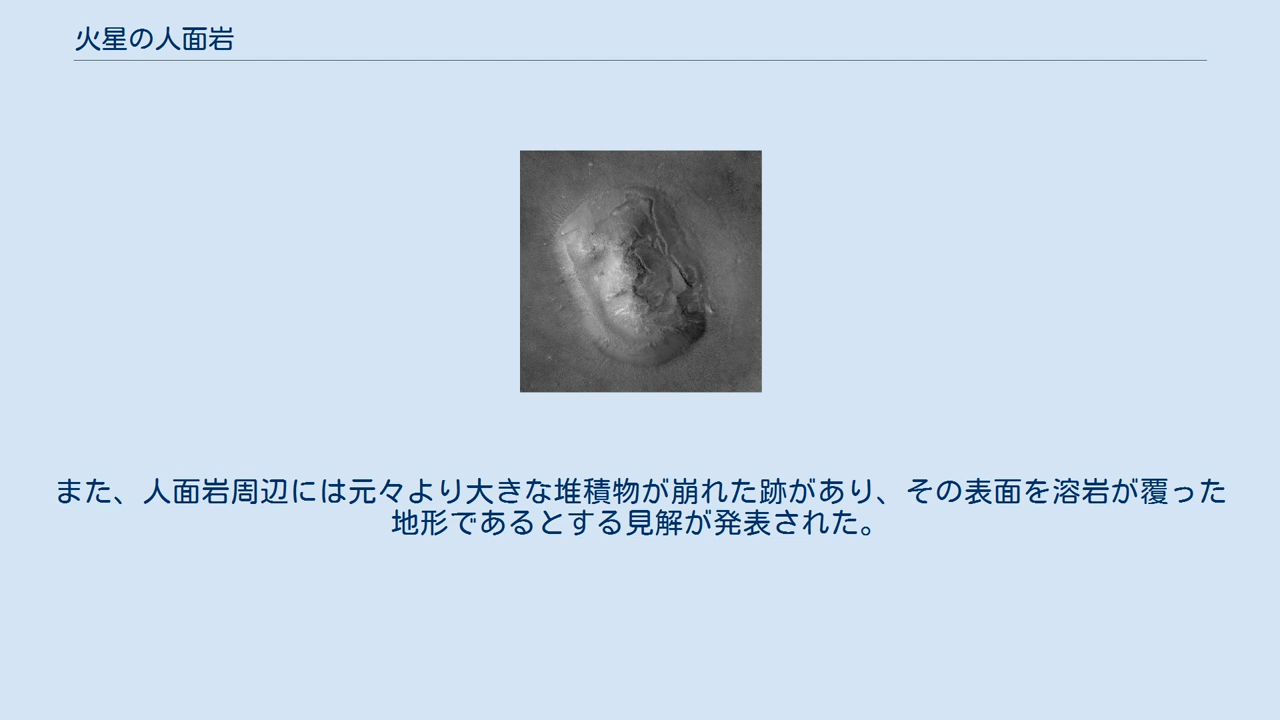 火星の人面岩
また、人面岩周辺には元々より大きな堆積物が崩れた跡があり、その表面を溶岩が覆った
地形であるとする見解が発表された。